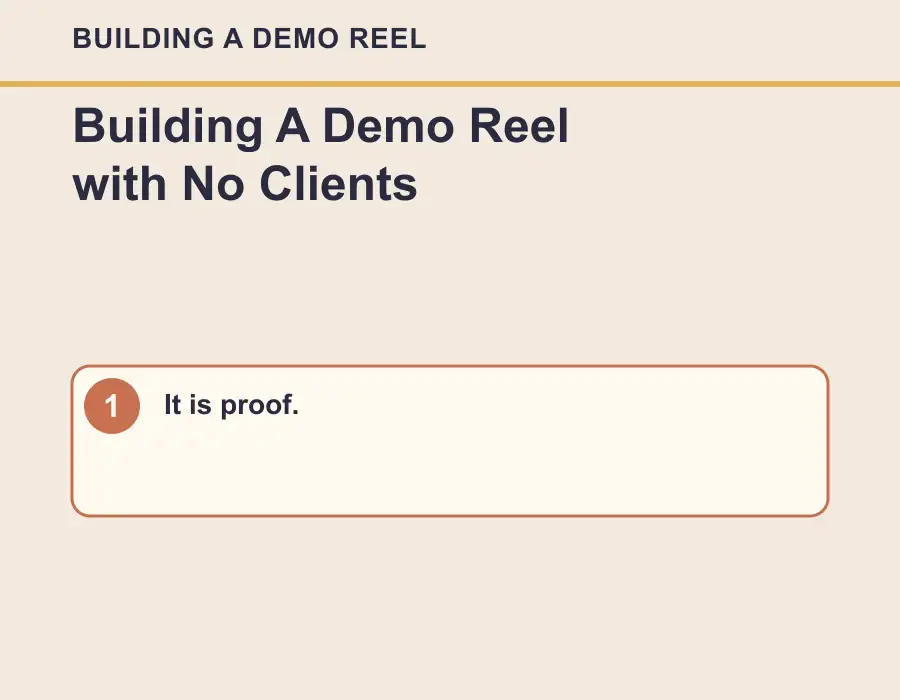 BUILDING A DEMO REEL
Building A Demo Reel
with No Clients
1
It is proof.